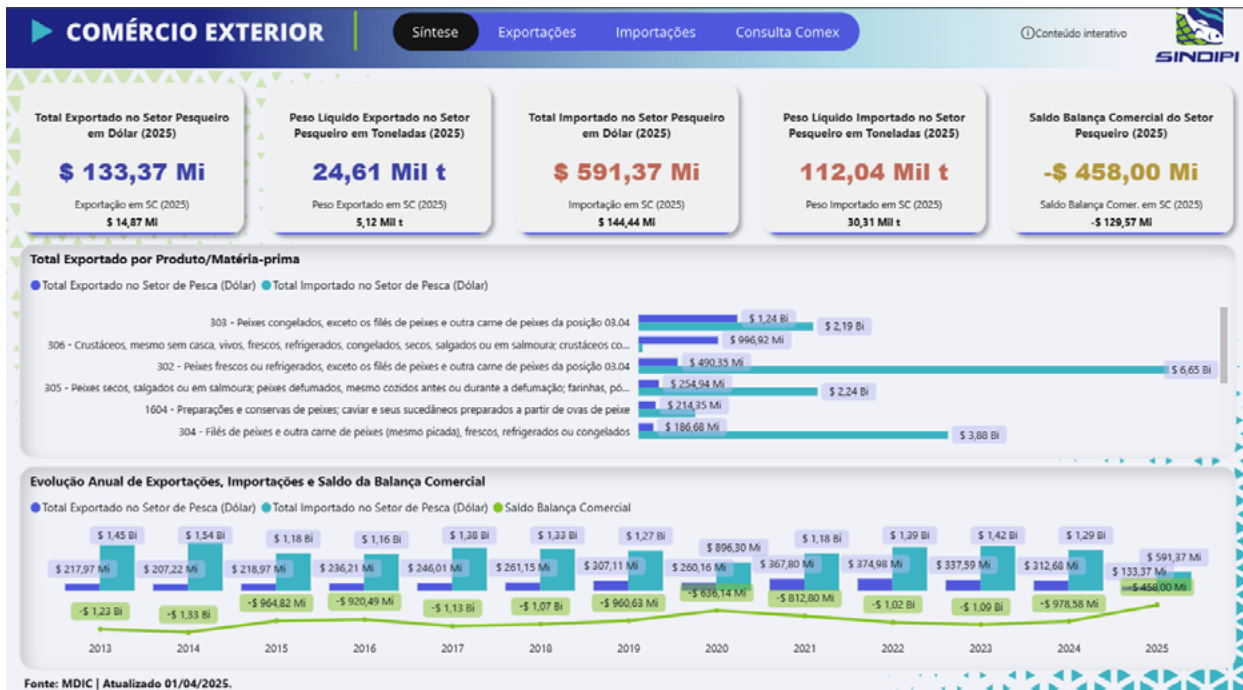 COMÉRCIO EXTERIOR
Síntese
Exportações
Importações
Consulta Comex
Conteúdo interativo
SINDIPI
Total Exportado no Setor Pesqueiro
em Dólar (2025)
$ 133,37 Mi
Exportação em SC (2025)
$ 14,87 Mi
Peso Líquido Exportado no Setor
Pesqueiro em Toneladas (2025)
24,61 Mil t
Peso Exportado em SC (2025)
5,12 Mil t
Total Importado no Setor Pesqueiro
em Dólar (2025)
$ 591,37 Mi
Importação em SC (2025)
$ 144,44 Mi
Peso Líquido Importado no Setor
Pesqueiro em Toneladas (2025)
112,04 Mil t
Peso Importado em SC (2025)
30,31 Mil t
Saldo Balança Comercial do Setor
Pesqueiro (2025)
-$ 458,00 Mi
Saldo Balança Comer. em SC (2025)
-$ 129,57 Mi
Total Exportado por Produto/Matéria-prima
Total Exportado no Setor de Pesca (Dólar) Total Importado no Setor de Pesca (Dólar)
303 - Peixes congelados, exceto os filés de peixes e outra carne de peixes da posição 03.04
$ 1,24 Bi
$ 2,19 Bi
306 - Crustáceos, mesmo sem casca, vivos, frescos, refrigerados, congelados, secos, salgados ou em salmoura; crustáceos co...
$ 996,92 Mi
302 - Peixes frescos ou refrigerados, exceto os filés de peixes e outra carne de peixes da posição 03.04
$ 490,35 Mi
$ 6,65 Bi
305 - Peixes secos, salgados ou em salmoura; peixes defumados, mesmo cozidos antes ou durante a defumação; farinhas, pó...
$ 254,94 Mi
$ 2,24 Bi
1604 - Preparações e conservas de peixes; caviar e seus sucedâneos preparados a partir de ovas de peixe
$ 214,35 Mi
304 - Filés de peixes e outra carne de peixes (mesmo picada), frescos, refrigerados ou congelados
$ 186,68 Mi
$ 3,88 Bi
Evolução Anual de Exportações, Importações e Saldo da Balança Comercial
Total Exportado no Setor de Pesca (Dólar) Total Importado no Setor de Pesca (Dólar) Saldo Balança Comercial
$ 1,45 Bi $ 1,54 Bi $ 1,18 Bi $ 1,16 Bi $ 1,38 Bi $ 1,33 Bi $ 1,27 Bi $ 896,30 Mi $ 1,18 Bi $ 1,39 Bi $ 1,42 Bi $ 1,29 Bi $ 591,37 Mi
$ 217,97 Mi $ 207,22 Mi $ 218,97 Mi $ 236,21 Mi $ 246,01 Mi $ 261,15 Mi $ 307,11 Mi $ 260,16 Mi $ 367,80 Mi $ 374,98 Mi $ 337,59 Mi $ 312,68 Mi $ 133,37 Mi
-$ 1,23 Bi -$ 1,33 Bi -$ 964,82 Mi -$ 920,49 Mi -$ 1,13 Bi -$ 1,07 Bi -$ 960,63 Mi -$ 636,14 Mi -$ 812,80 Mi -$ 1,02 Bi -$ 1,09 Bi -$ 978,58 Mi -$ 458,00 Mi
2013 2014 2015 2016 2017 2018 2019 2020 2021 2022 2023 2024 2025
Fonte: MDIC | Atualizado 01/04/2025.